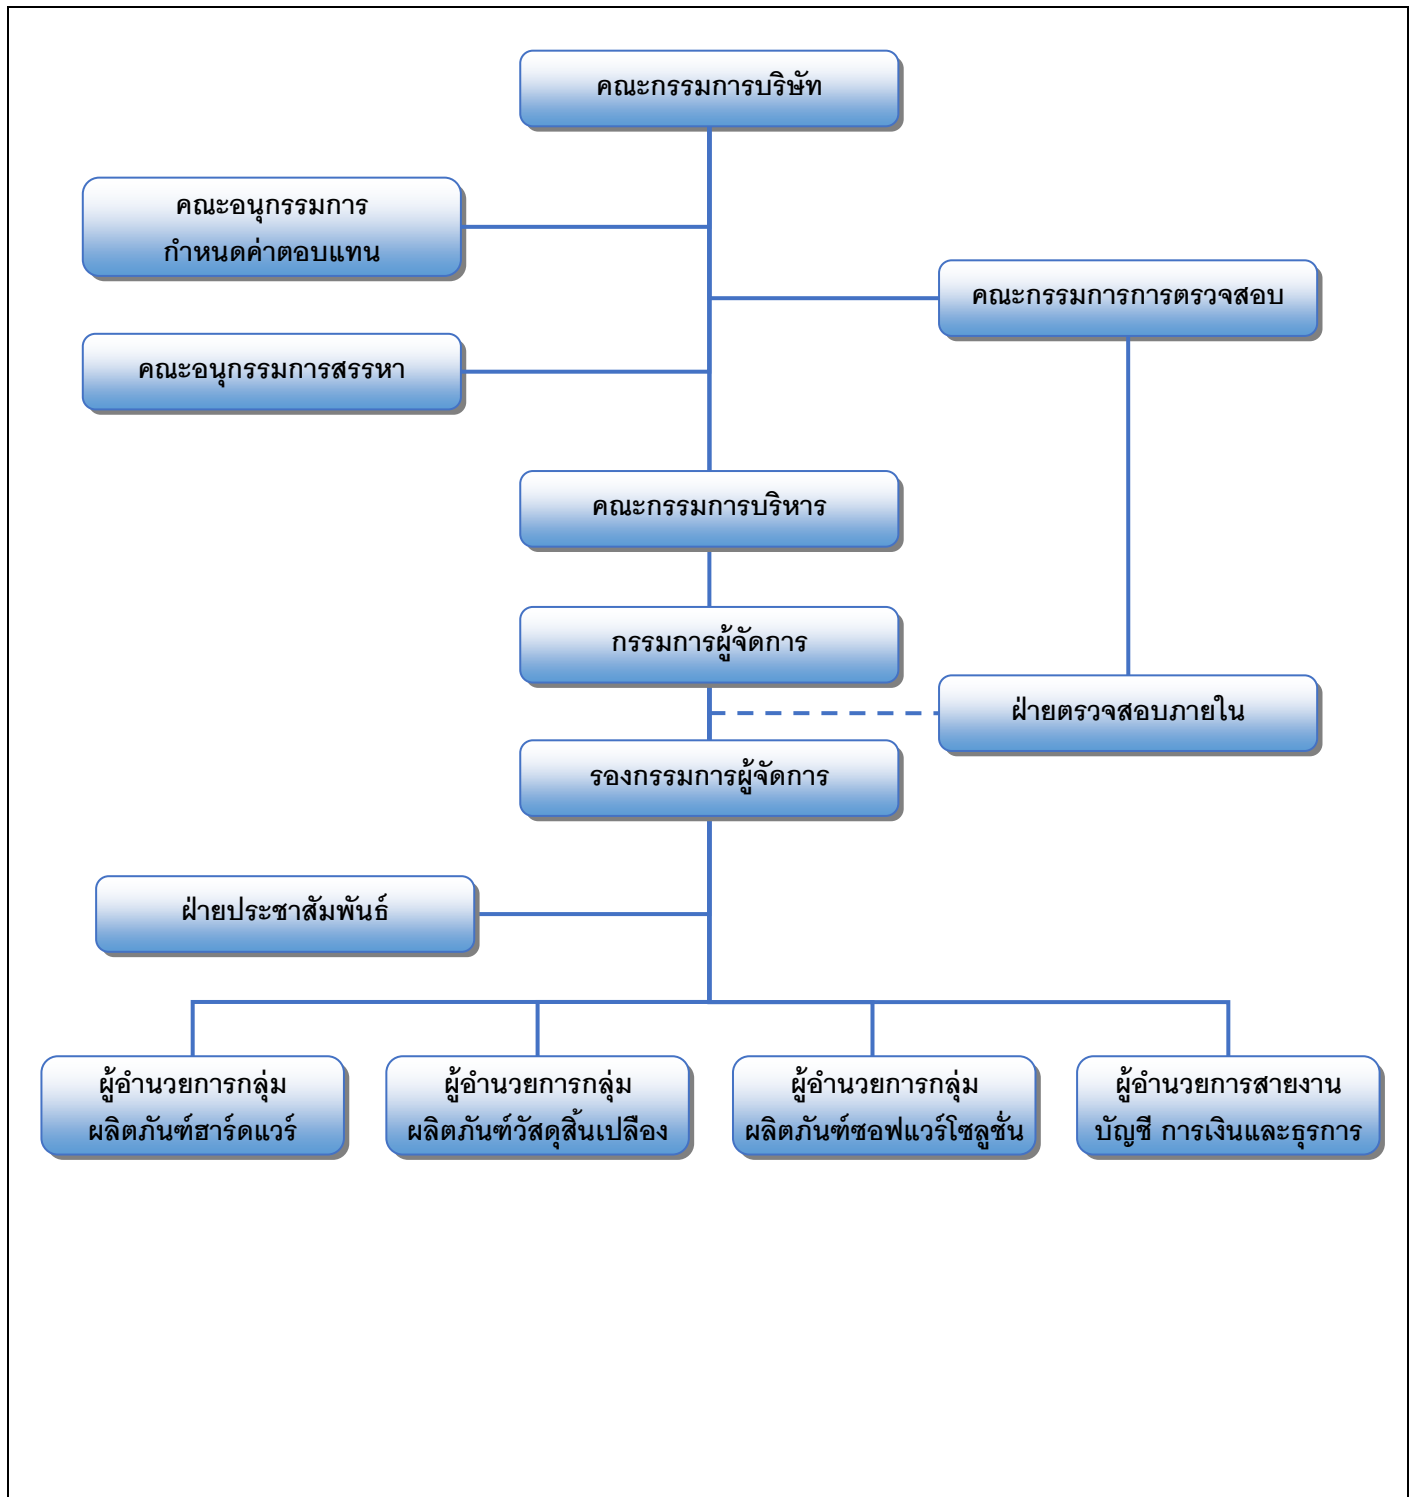 คณะกรรมการบริษัท
คณะอนุกรรมการ
กำหนดค่าตอบแทน
คณะกรรมการการตรวจสอบ
คณะอนุกรรมการสรรหา
คณะกรรมการบริหาร
กรรมการผู้จัดการ
ฝ่ายตรวจสอบภายใน
รองกรรมการผู้จัดการ
ฝ่ายประชาสัมพันธ์
ผู้อำนวยการกลุ่ม
ผลิตภันฑ์ฮาร์ดแวร์
ผู้อำนวยการกลุ่ม
ผลิตภันฑ์วัสดุสิ้นเปลือง
ผู้อำนวยการกลุ่ม
ผลิตภันฑ์ซอฟแวร์โซลูชั่น
ผู้อำนวยการสายงาน
บัญชี การเงินและธุรการ